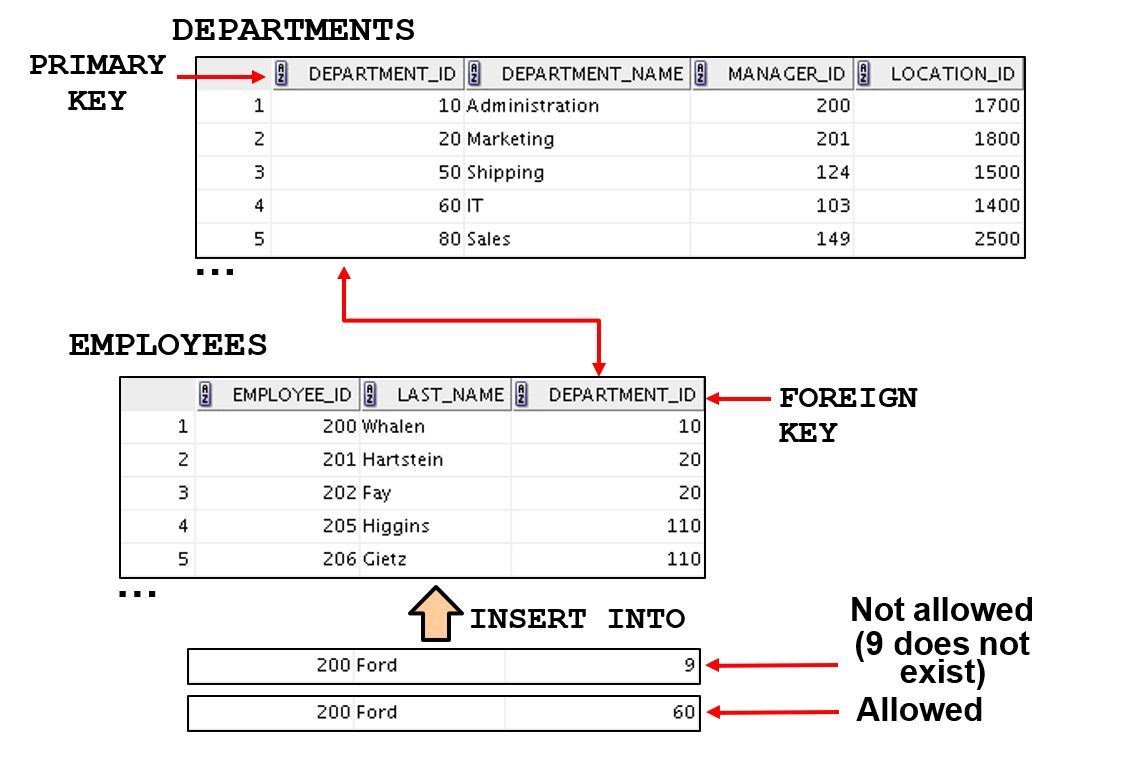 DEPARTMENTS
PRIMARY
KEY
DEPARTMENT_ID DEPARTMENT_NAME MANAGER_ID LOCATION_ID
1 10 Administration 200 1700
2 20 Marketing 201 1800
3 50 Shipping 124 1500
4 60 IT 103 1400
5 80 Sales 149 2500
...
EMPLOYEES
EMPLOYEE_ID LAST_NAME DEPARTMENT_ID
FOREIGN
KEY
1 200 Whalen 10
2 201 Hartstein 20
3 202 Fay 20
4 205 Higgins 110
5 206 Gietz 110
...
INSERT INTO
Not allowed
(9 does not
exist)
200 Ford 9
200 Ford 60
Allowed